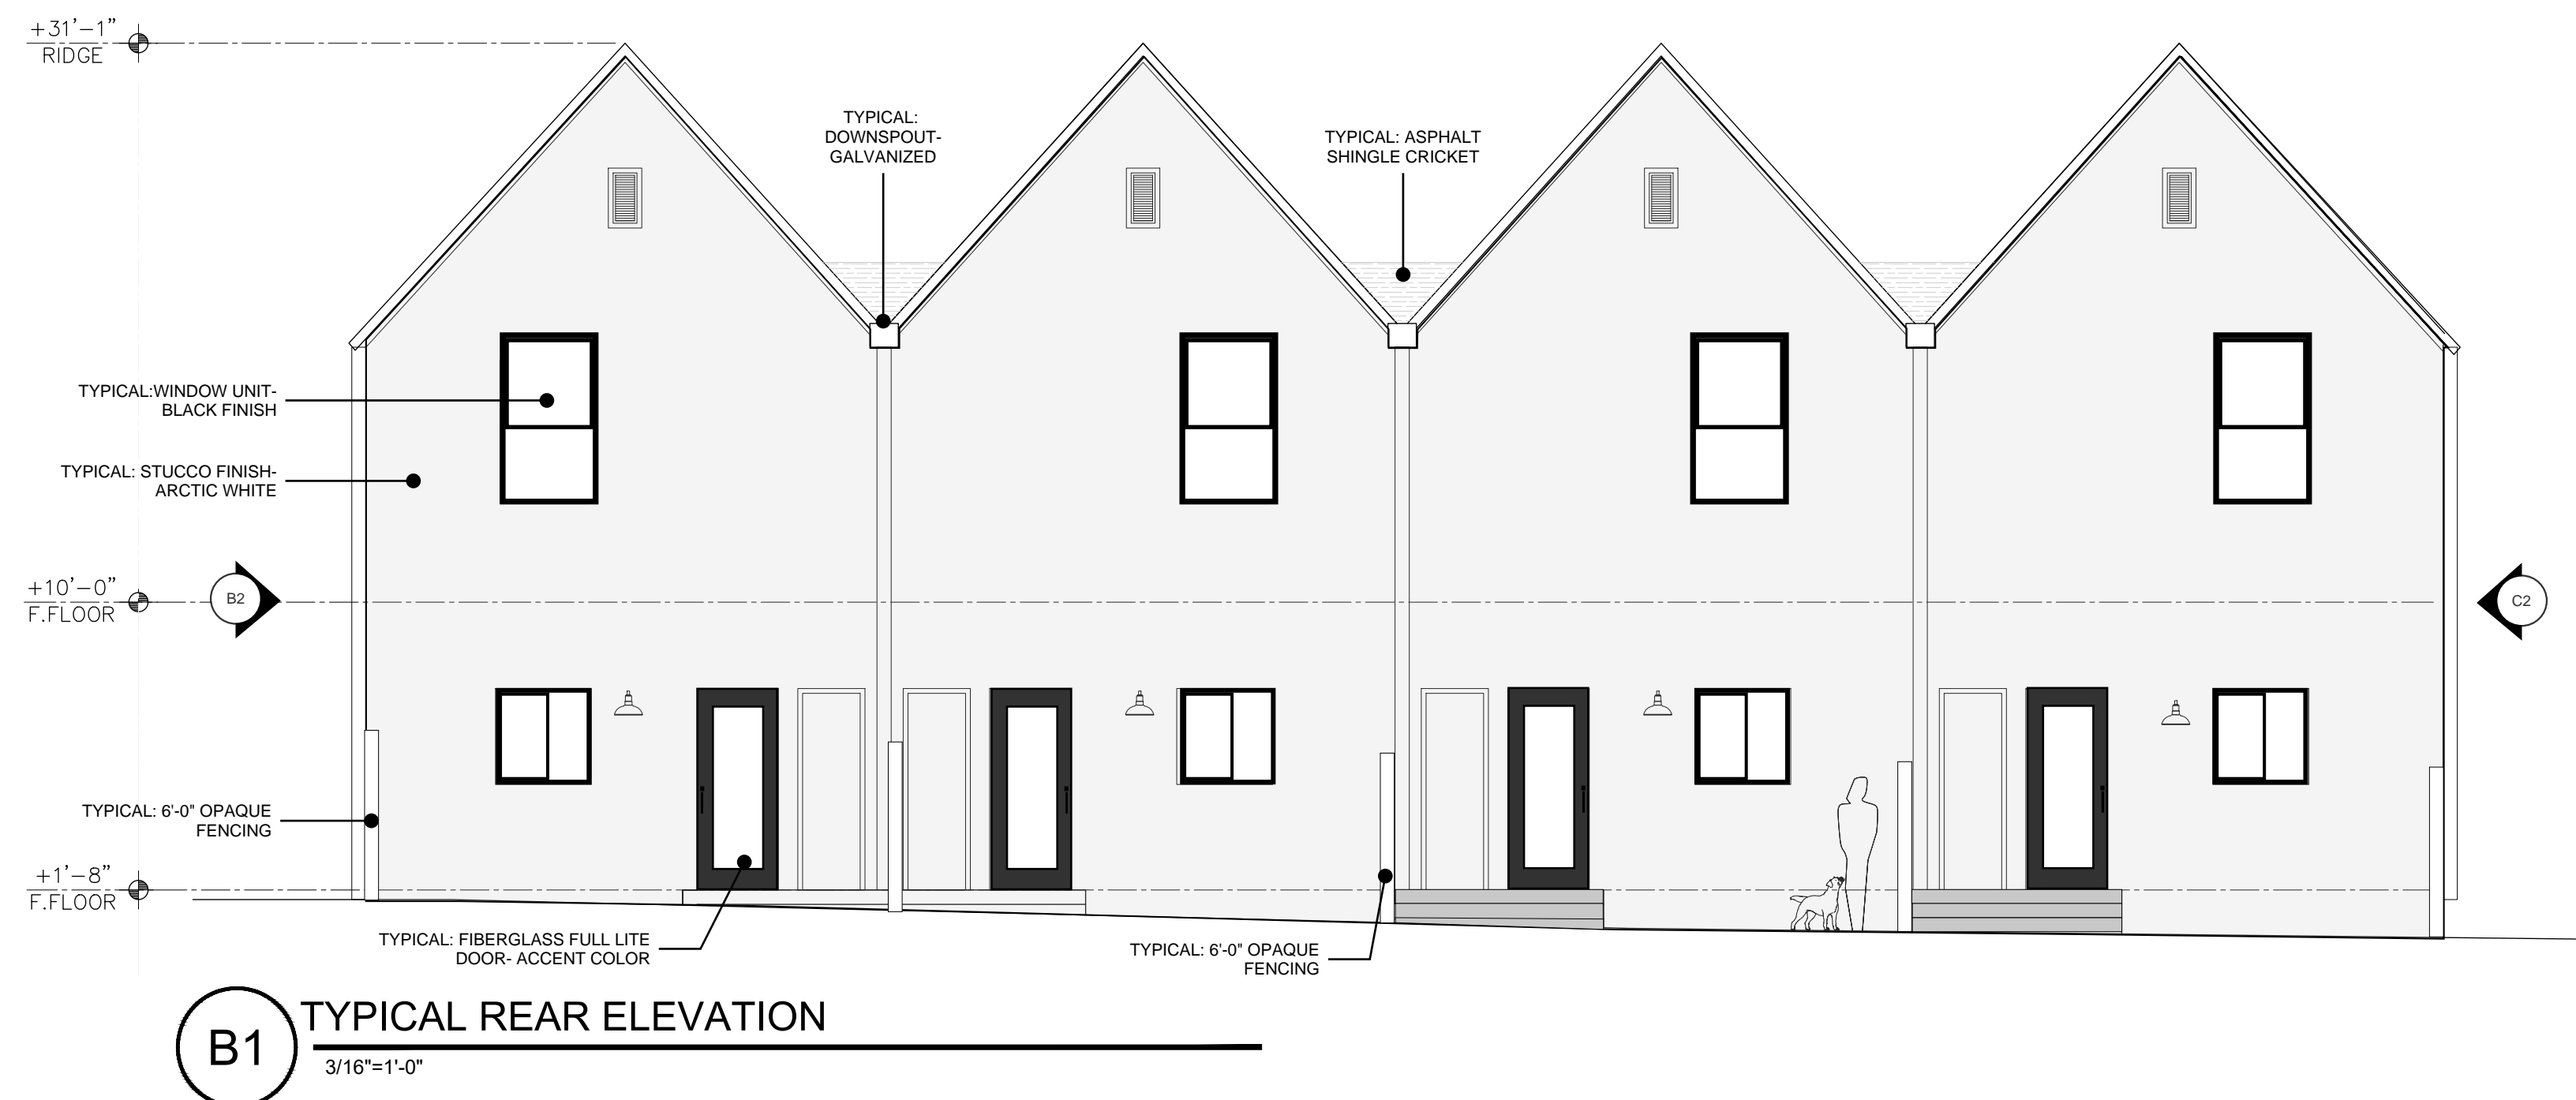 +31'-1"
RIDGE
TYPICAL:
DOWNSPOUT-
GALVANIZED
TYPICAL: ASPHALT
SHINGLE CRICKET
TYPICAL:WINDOW UNIT-
BLACK FINISH
TYPICAL: STUCCO FINISH-
ARCTIC WHITE
+10'-0"
F.FLOOR
B2
C2
TYPICAL: 6'-0" OPAQUE
FENCING
+1'-8"
F.FLOOR
TYPICAL: FIBERGLASS FULL LITE
DOOR- ACCENT COLOR
TYPICAL: 6'-0" OPAQUE
FENCING
B1
TYPICAL REAR ELEVATION
3/16"=1'-0"